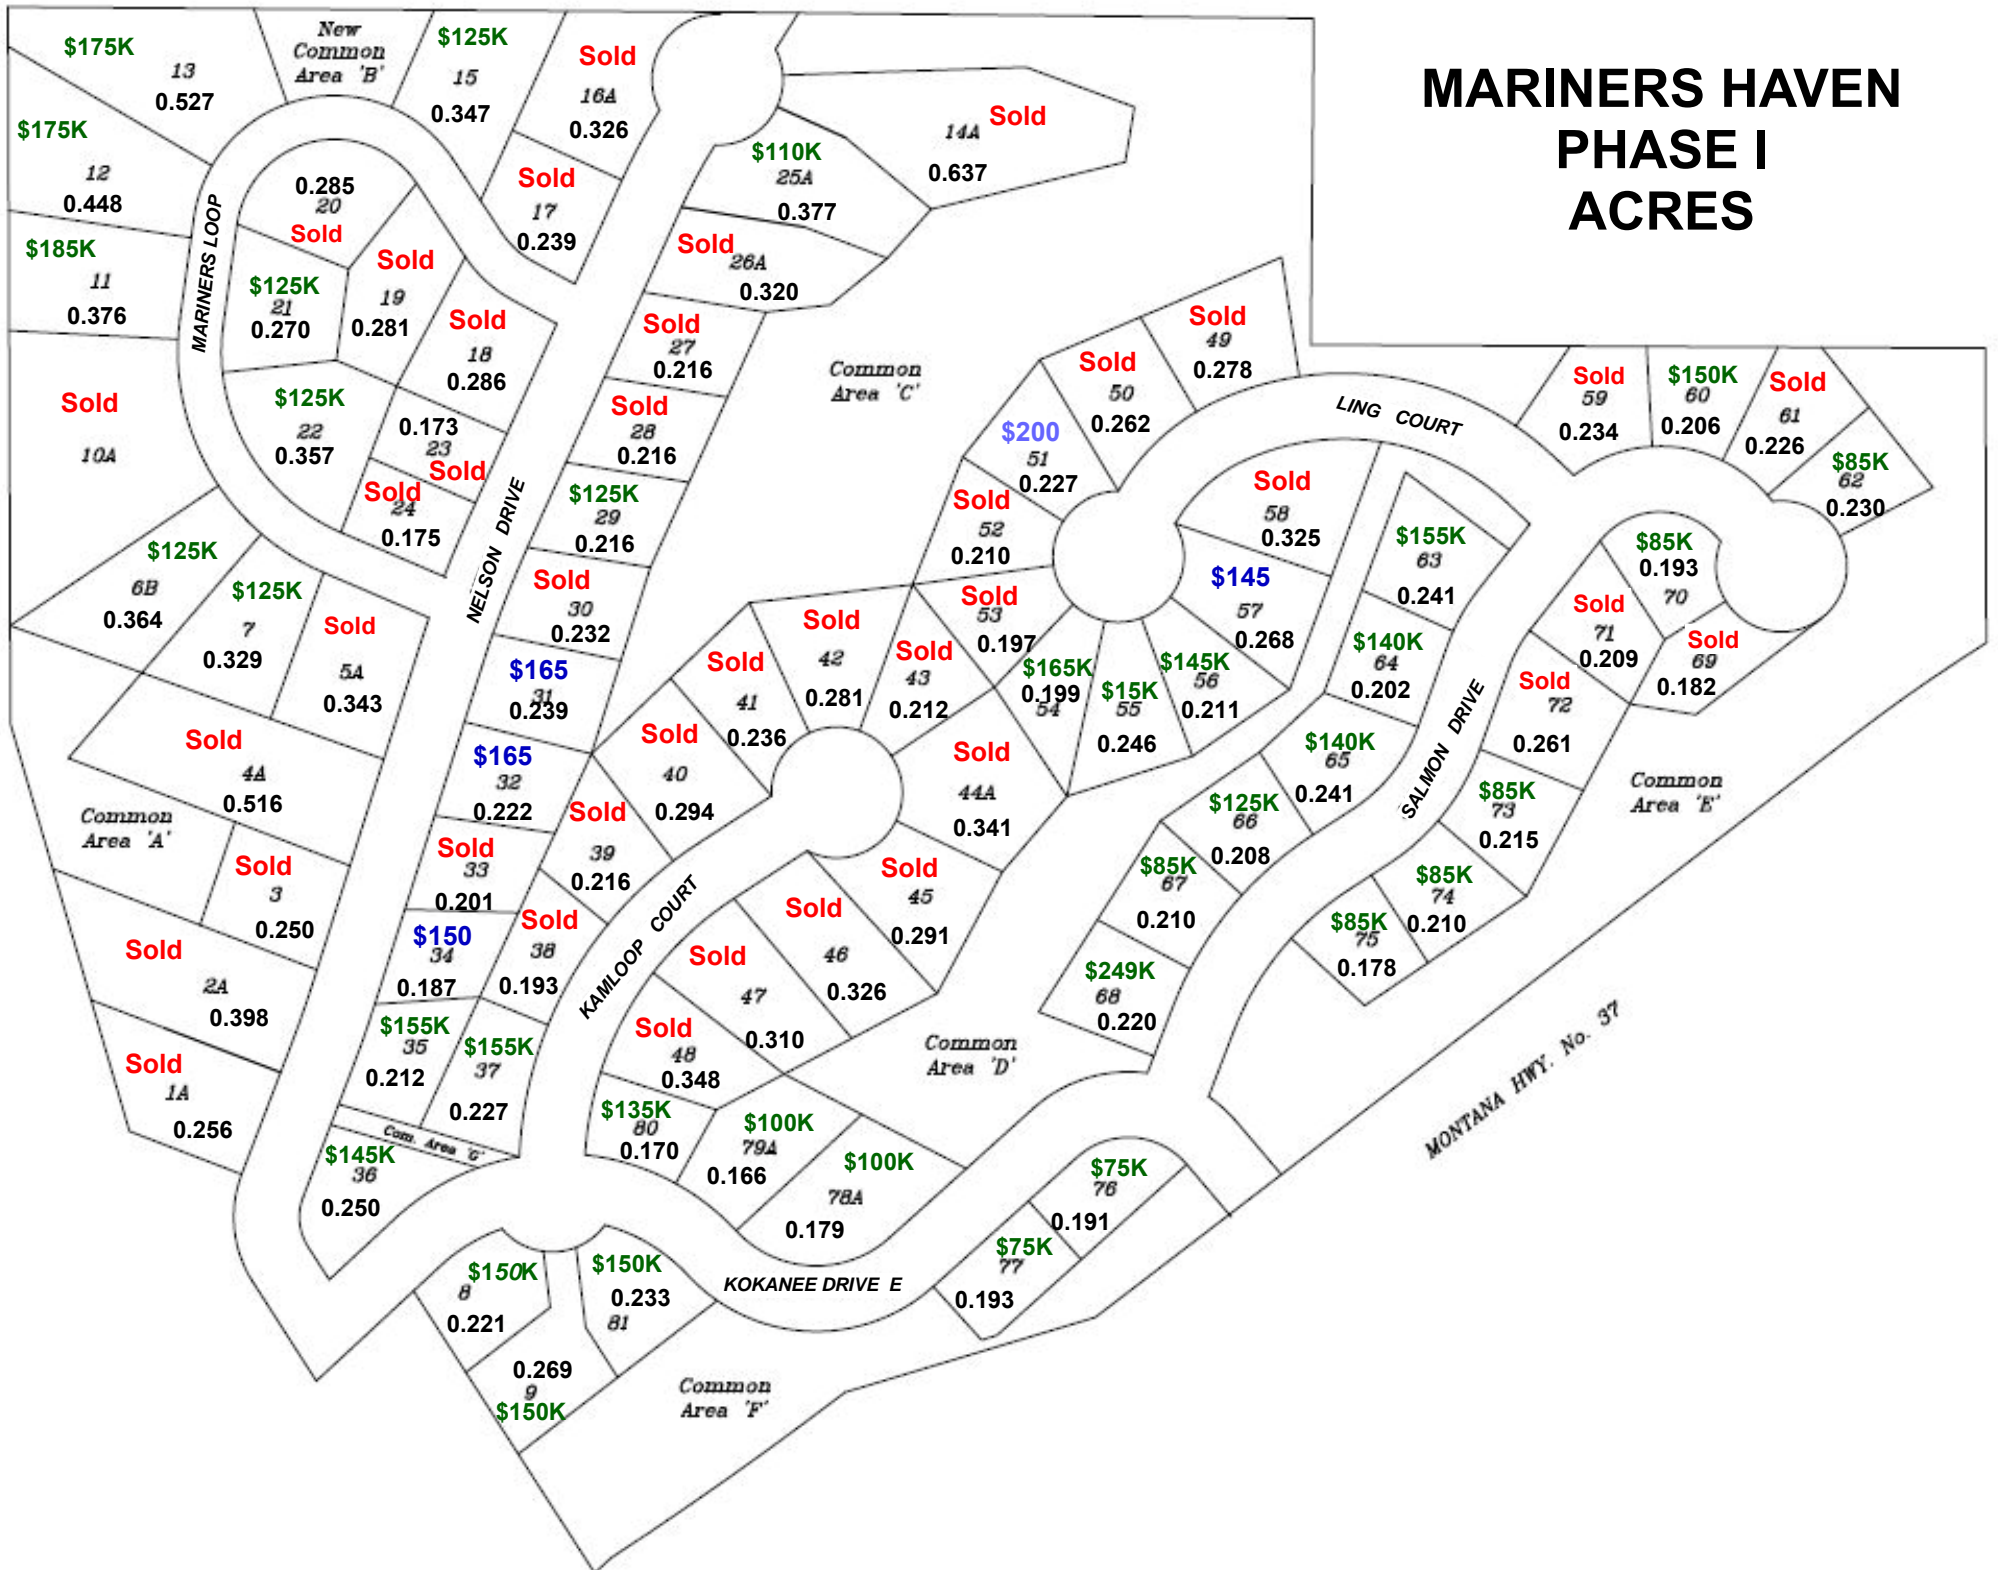 MARINERS HAVEN
PHASE I
ACRES
$175K
13
0.527
New
Common
Area 'B'
$125K
15
0.347
Sold
16A
0.326
Sold
14A
0.637
$175K
12
0.448
0.285
20
Sold
Sold
17
0.239
$110K
25A
0.377
$185K
11
0.376
MARINERS LOOP
$125K
21
0.270
Sold
19
0.281
Sold
18
0.286
Sold
26A
0.320
Sold
27
0.216
Sold
10A
$125K
22
0.357
0.173
23
Sold
Sold
24
0.175
NELSON DRIVE
Sold
28
0.216
$125K
29
0.216
Sold
30
0.232
Common
Area 'C'
$125K
6B
0.364
$125K
7
0.329
Sold
5A
0.343
Sold
4A
0.516
Common
Area 'A'
Sold
3
0.250
Sold
2A
0.398
Sold
1A
0.256
$165
31
0.239
$165
32
0.222
Sold
33
0.201
$150
34
0.187
$155K
35
0.212
$155K
37
0.227
Com. Area 'G'
$145K
36
0.250
Sold
38
0.193
Sold
39
0.216
Sold
40
0.294
Sold
41
0.236
Sold
42
0.281
Sold
43
0.212
Sold
44A
0.341
Sold
45
0.291
Sold
46
0.326
Sold
47
0.310
Sold
48
0.348
KAMLOOP COURT
Sold
49
0.278
Sold
50
0.262
$200
51
0.227
Sold
52
0.210
Sold
53
0.197
$165K
0.199
54
$15K
55
0.246
$145K
56
0.211
$145
57
0.268
Sold
58
0.325
LING COURT
Sold
59
0.234
$150K
60
0.206
Sold
61
0.226
$85K
62
0.230
$155K
63
0.241
$140K
64
0.202
$140K
65
0.241
$125K
66
0.208
$85K
67
0.210
$249K
68
0.220
SALMON DRIVE
$85K
0.193
70
Sold
71
0.209
Sold
69
0.182
Sold
72
0.261
$85K
73
0.215
$85K
74
0.210
$85K
75
0.178
Common
Area 'E'
Common
Area 'D'
MONTANA HWY. No. 37
$135K
80
0.170
$100K
79A
0.166
$100K
78A
0.179
$75K
76
0.191
$75K
77
0.193
KOKANEE DRIVE E
$150K
8
0.221
$150K
0.233
81
0.269
9
$150K
Common
Area 'F'